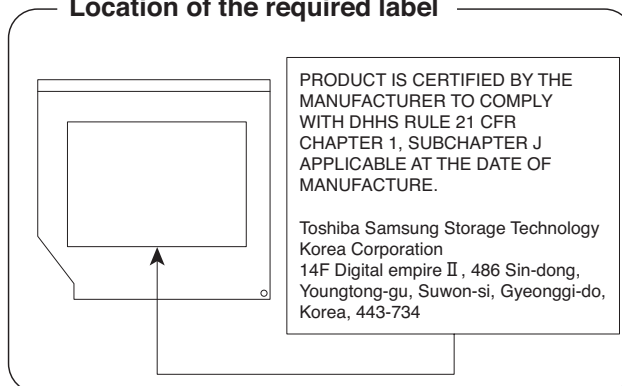 Location of the required label
PRODUCT IS CERTIFIED BY THE
MANUFACTURER TO COMPLY
WITH DHHS RULE 21 CFR
CHAPTER 1, SUBCHAPTER J
APPLICABLE AT THE DATE OF
MANUFACTURE.
Toshiba Samsung Storage Technology
Korea Corporation
14F Digital empire Ⅱ, 486 Sin-dong,
Youngtong-gu, Suwon-si, Gyeonggi-do,
Korea, 443-734